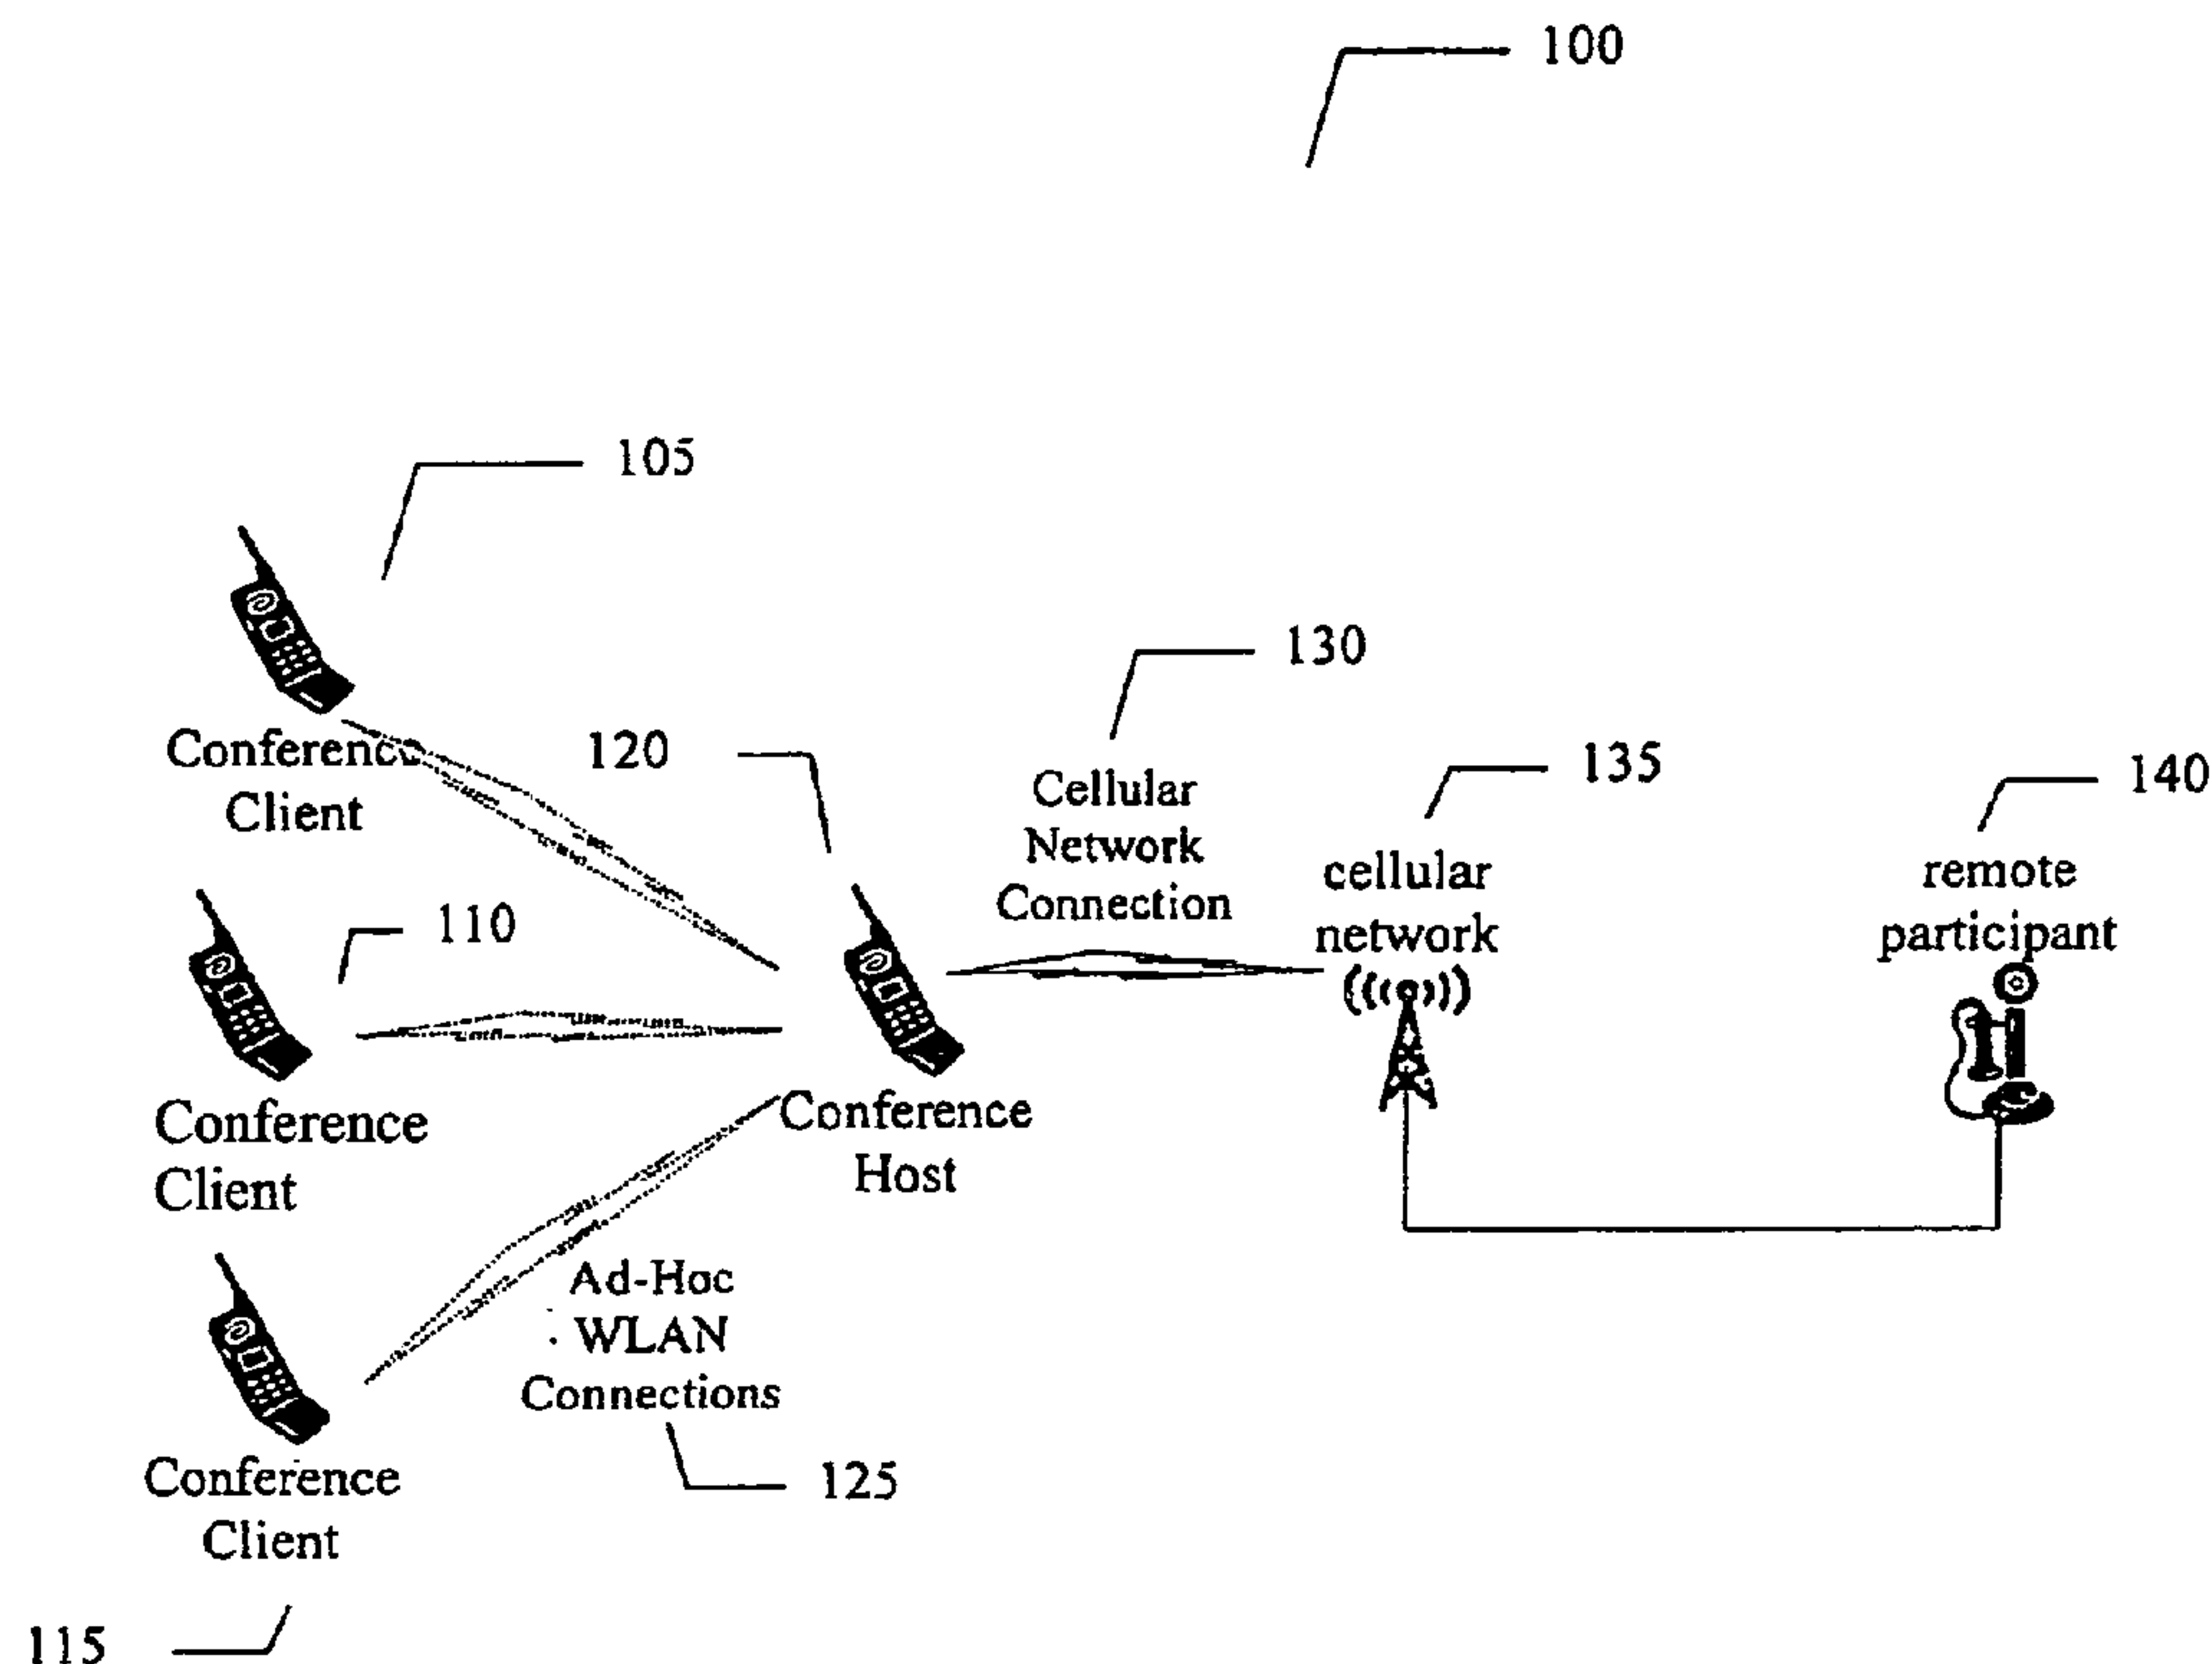 100
105
130
Conference
Client
120
Cellular
Network
Connection
135
cellular
network
140
remote
participant
110
Conference
Client
Conference
Host
Ad-Hoc
WLAN
Connections
125
Conference
Client
115